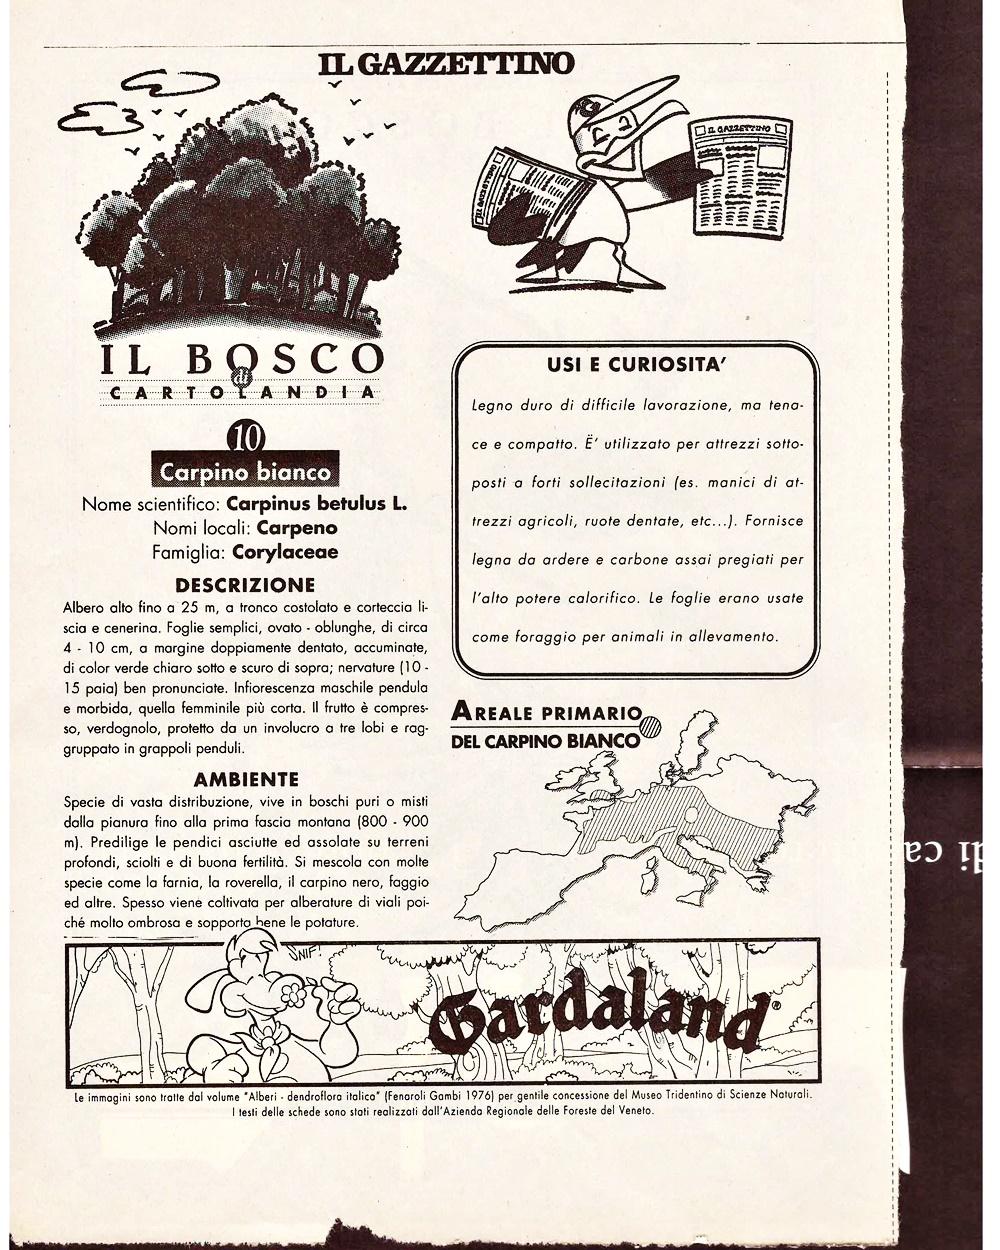 IL GAZZETTINO
IL GAZZETTINO
IL GAZZETTINO
IL BOSCO
di
CARTOLANDIA
10
Carpino bianco
Nome scientifico: Carpinus betulus L.
Nomi locali: Carpeno
Famiglia: Corylaceae
DESCRIZIONE
Albero alto fino a 25 m, a tronco costolato e corteccia li-
scia e cenerina. Foglie semplici, ovato - oblunghe, di circa
4 - 10 cm, a margine doppiamente dentato, accuminate,
di color verde chiaro sotto e scuro di sopra; nervature (10 -
15 paia) ben pronunciate. Infiorescenza maschile pendula
e morbida, quella femminile più corta. Il frutto è compres-
so, verdognolo, protetto da un involucro a tre lobi e rag-
gruppato in grappoli penduli.
AMBIENTE
Specie di vasta distribuzione, vive in boschi puri o misti
dalla pianura fino alla prima fascia montana (800 - 900
m). Predilige le pendici asciutte ed assolate su terreni
profondi, sciolti e di buona fertilità. Si mescola con molte
specie come la farnia, la roverella, il carpino nero, faggio
ed altre. Spesso viene coltivata per alberature di viali poi-
ché molto ombrosa e sopporta bene le potature.
USI E CURIOSITA'
Legno duro di difficile lavorazione, ma tena-
ce e compatto. Ë' utilizzato per attrezzi sotto-
posti a forti sollecitazioni (es. manici di at-
trezzi agricoli, ruote dentate, etc...). Fornisce
legna da ardere e carbone assai pregiati per
l'alto potere calorifico. Le foglie erano usate
come foraggio per animali in allevamento.
AREALE PRIMARIO
DEL CARPINO BIANCO
SNIF!
Gardaland®
Le immagini sono tratte dal volume "Alberi - dendroflora italica" (Fenaroli Gambi 1976) per gentile concessione del Museo Tridentino di Scienze Naturali.
I testi delle schede sono stati realizzati dall'Azienda Regionale delle Foreste del Veneto.
di ca